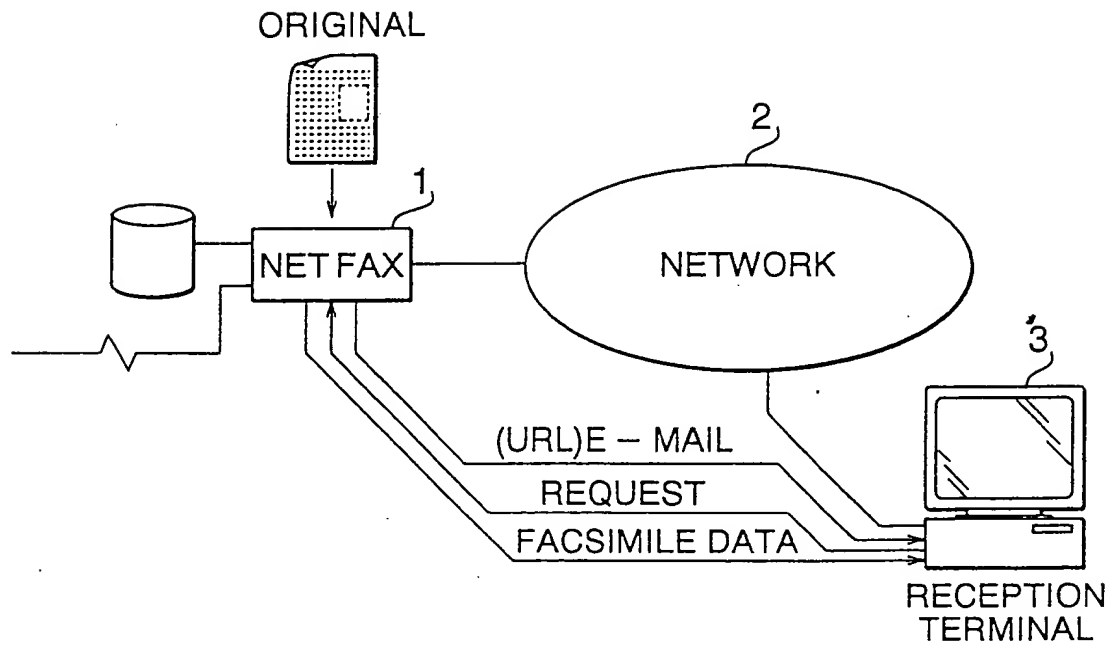 ORIGINAL
1
2
NET FAX
NETWORK
3
(URL)E – MAIL
REQUEST
FACSIMILE DATA
RECEPTION
TERMINAL